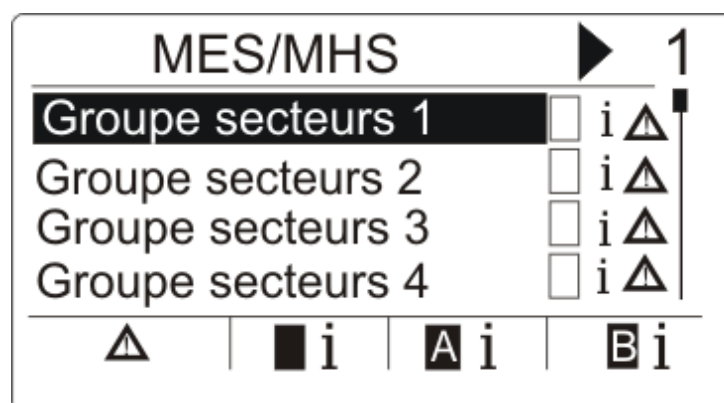 MES/MHS 1
Groupe secteurs 1 i
Groupe secteurs 2 i
Groupe secteurs 3 i
Groupe secteurs 4 i
i A i B i